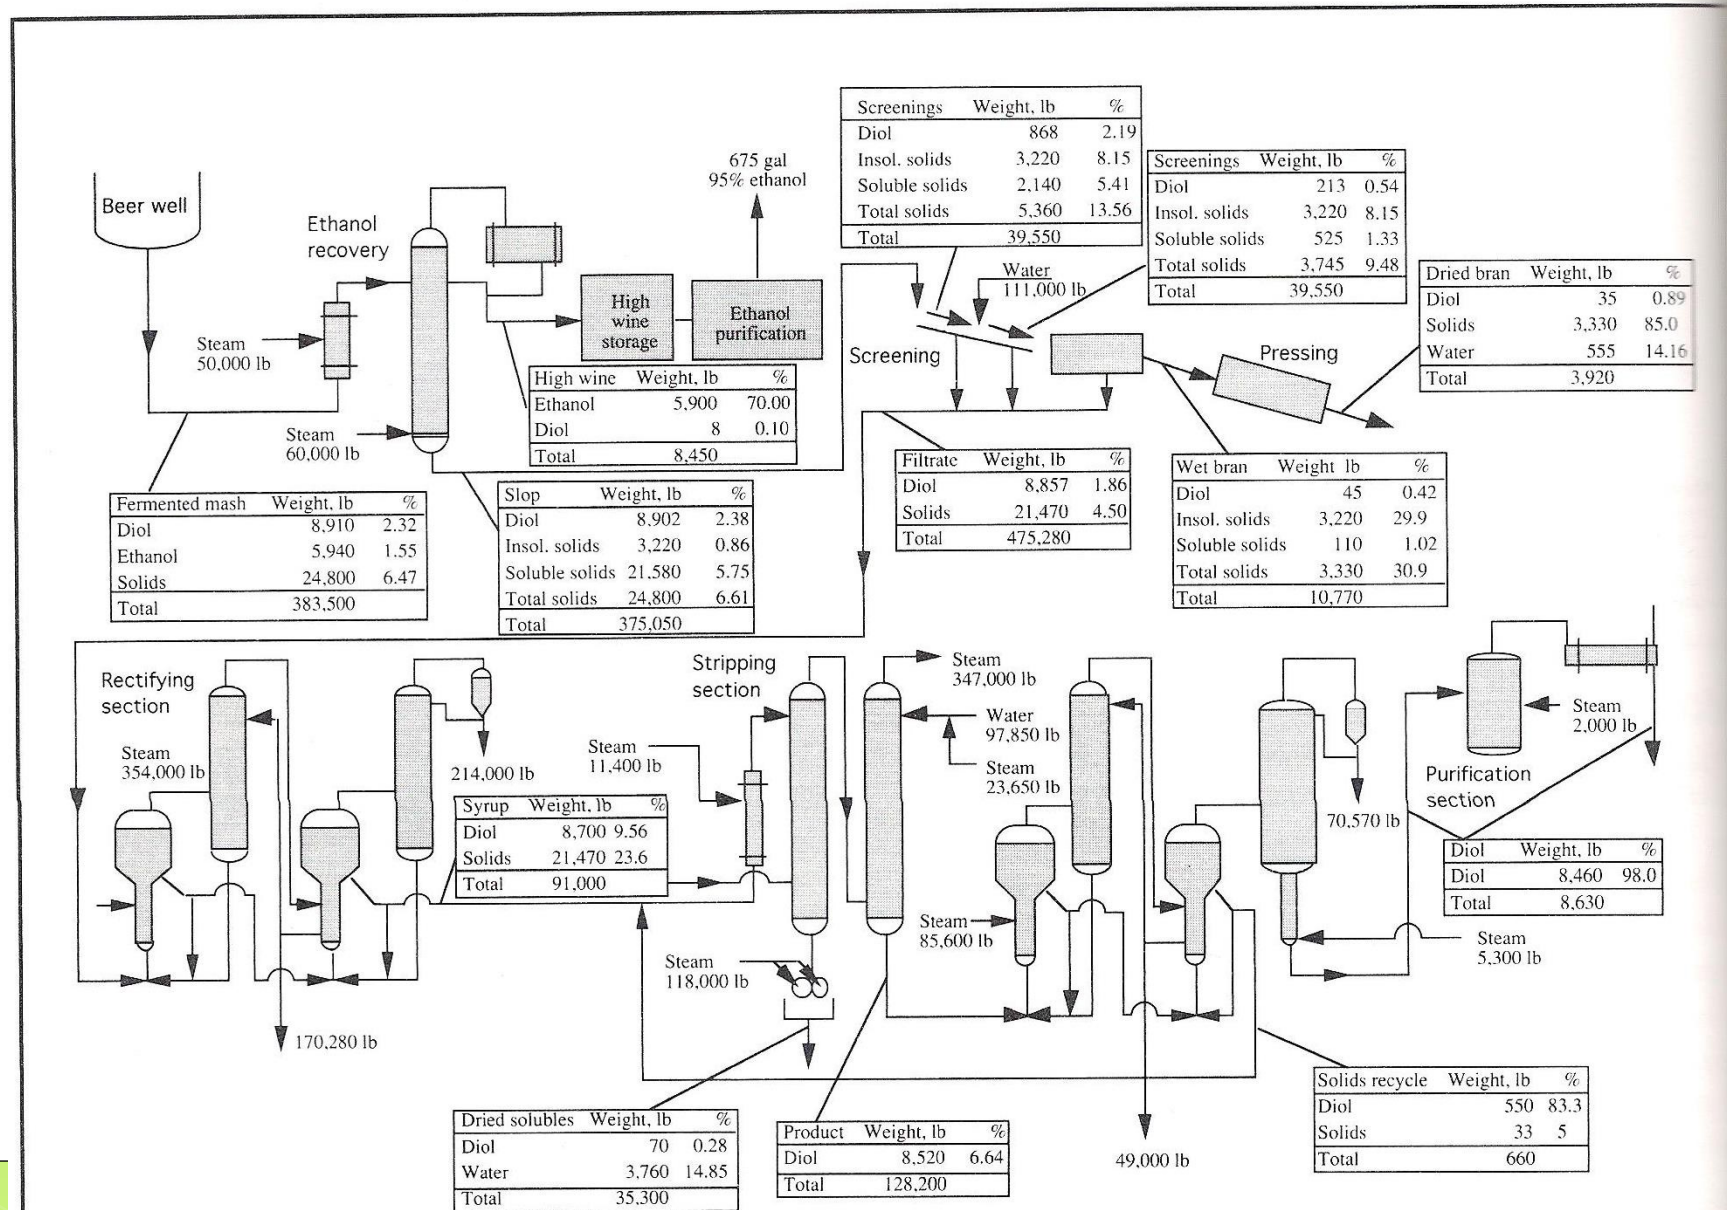 Screenings Weight, lb %
Diol 868 2.19
Insol. solids 3,220 8.15
Soluble solids 2,140 5.41
Total solids 5,360 13.56
Total 39,550
675 gal
95% ethanol
Screenings Weight, lb %
Diol 213 0.54
Insol. solids 3,220 8.15
Soluble solids 525 1.33
Total solids 3,745 9.48
Total 39,550
Beer well
Ethanol
recovery
Water
111,000 lb
Dried bran Weight, lb %
Diol 35 0.89
Solids 3,330 85.0
Water 555 14.16
Total 3,920
High
wine
storage
Ethanol
purification
Steam
50,000 lb
Screening
Pressing
High wine Weight, lb %
Ethanol 5,900 70.00
Diol 8 0.10
Total 8,450
Steam
60,000 lb
Filtrate Weight, lb %
Diol 8,857 1.86
Solids 21,470 4.50
Total 475,280
Wet bran Weight lb %
Diol 45 0.42
Insol. solids 3,220 29.9
Soluble solids 110 1.02
Total solids 3,330 30.9
Total 10,770
Fermented mash Weight, lb %
Diol 8,910 2.32
Ethanol 5,940 1.55
Solids 24,800 6.47
Total 383,500
Slop Weight, lb %
Diol 8,902 2.38
Insol. solids 3,220 0.86
Soluble solids 21,580 5.75
Total solids 24,800 6.61
Total 375,050
Rectifying
section
Stripping
section
Steam
347,000 lb
Water
97,850 lb
Steam
23,650 lb
Steam
2,000 lb
Steam
354,000 lb
Steam
11,400 lb
214,000 lb
Purification
section
70,570 lb
Syrup Weight, lb %
Diol 8,700 9.56
Solids 21,470 23.6
Total 91,000
Diol Weight, lb %
Diol 8,460 98.0
Total 8,630
Steam
85,600 lb
Steam
5,300 lb
Steam
118,000 lb
170,280 lb
Solids recycle Weight, lb %
Diol 550 83.3
Solids 33 5
Total 660
Dried solubles Weight, lb %
Diol 70 0.28
Water 3,760 14.85
Total 35,300
Product Weight, lb %
Diol 8,520 6.64
Total 128,200
49,000 lb